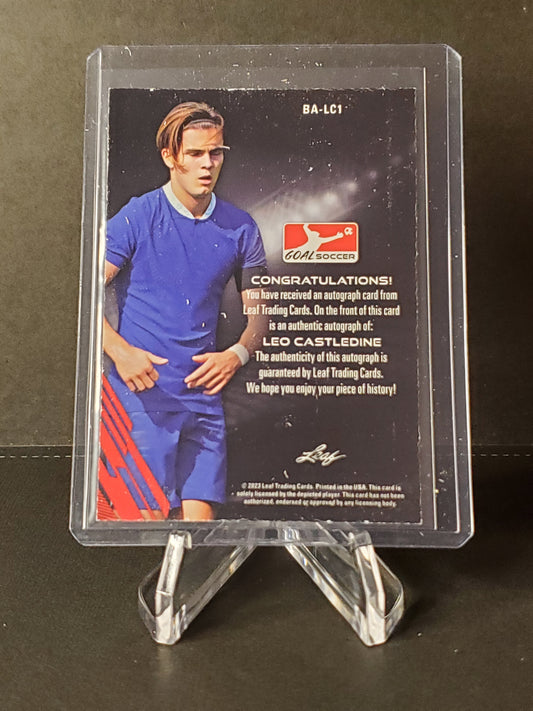 BA-LC1
GOAL SOCCER
CONGRATULATIONS!
You have received an autograph card from
Leaf Trading Cards. On the front of this card
is an authentic autograph of:
LEO CASTLEDINE
The authenticity of this autograph is
guaranteed by Leaf Trading Cards.
We hope you enjoy your piece of history!
Leaf
© 2023 Leaf Trading Cards. Printed in the USA. This card is
solely licensed by the depicted player. This card has not been
authorized, endorsed or approved by any licensing body.